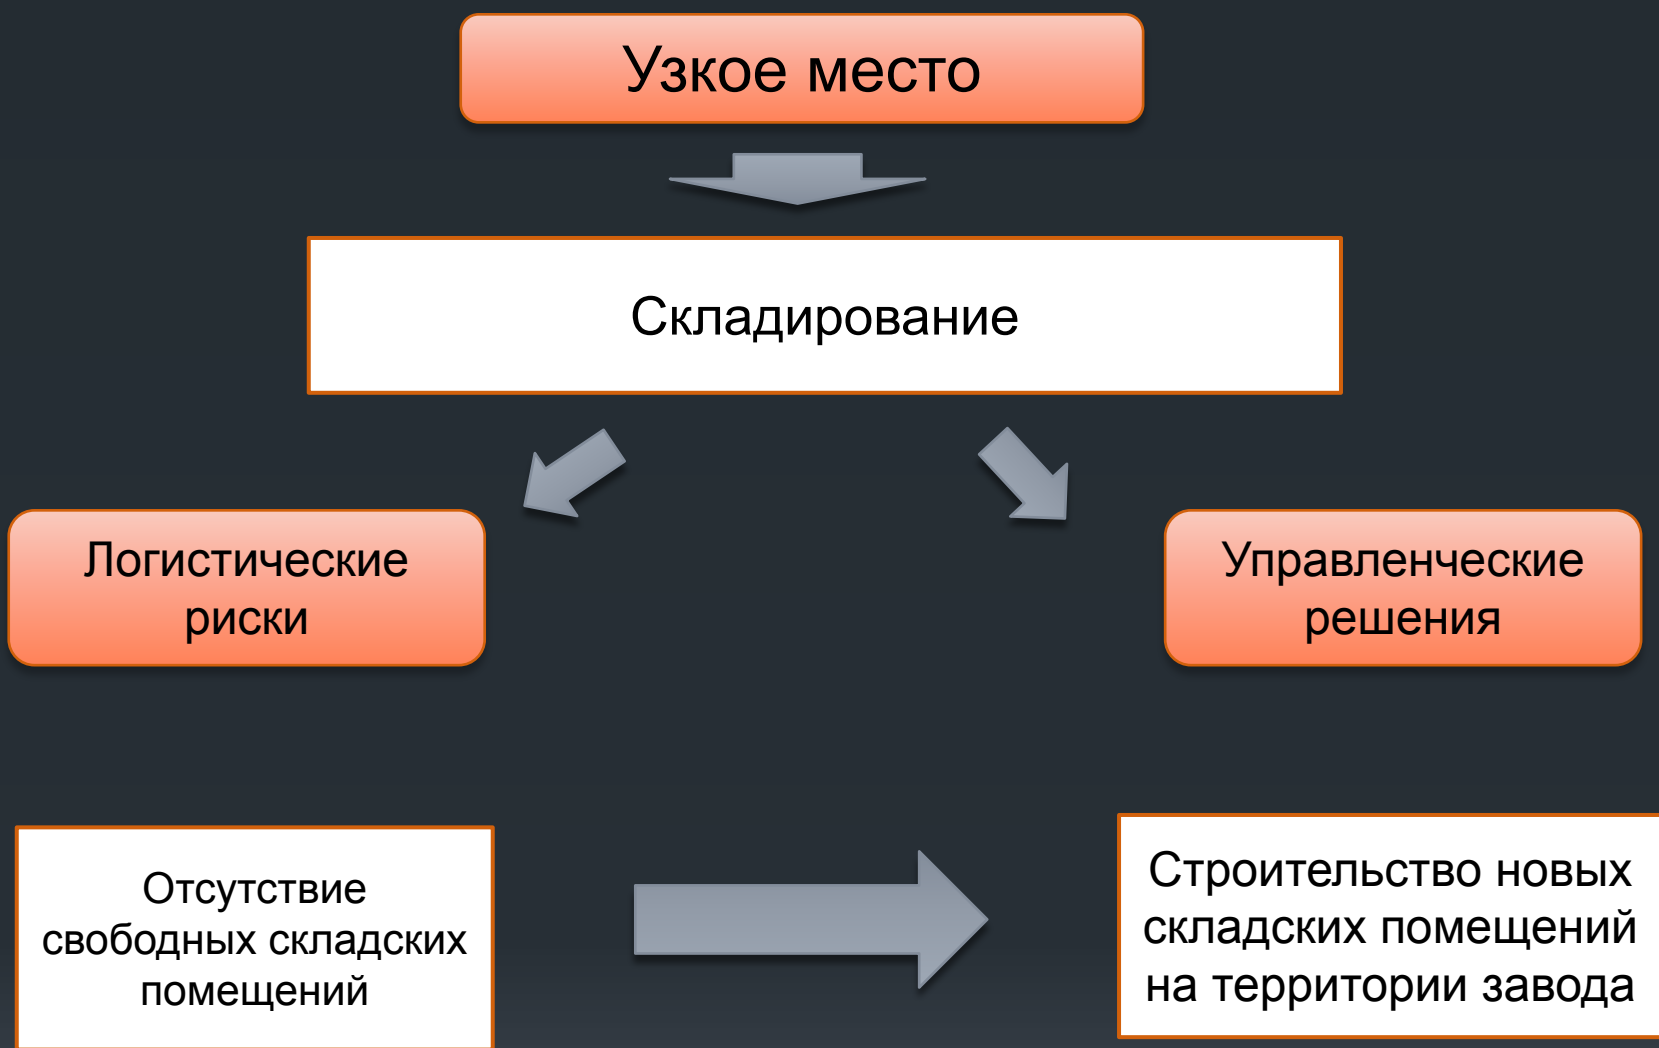 Узкое место
Складирование
Логистические
риски
Управленческие
решения
Отсутствие
свободных складских
помещений
Строительство новых
складских помещений
на территории завода